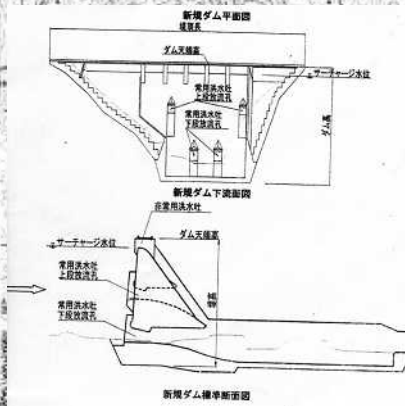 新規ダム平面図
堤頂長
ダム天端高
サーチャージ水位
常用洪水吐
上段放流孔
常用洪水吐
下段放流孔
ダム高
新規ダム下流面図
非常用洪水吐
サーチャージ水位
ダム天端高
常用洪水吐
上段放流孔
堤高
常用洪水吐
下段放流孔
新規ダム標準断面図